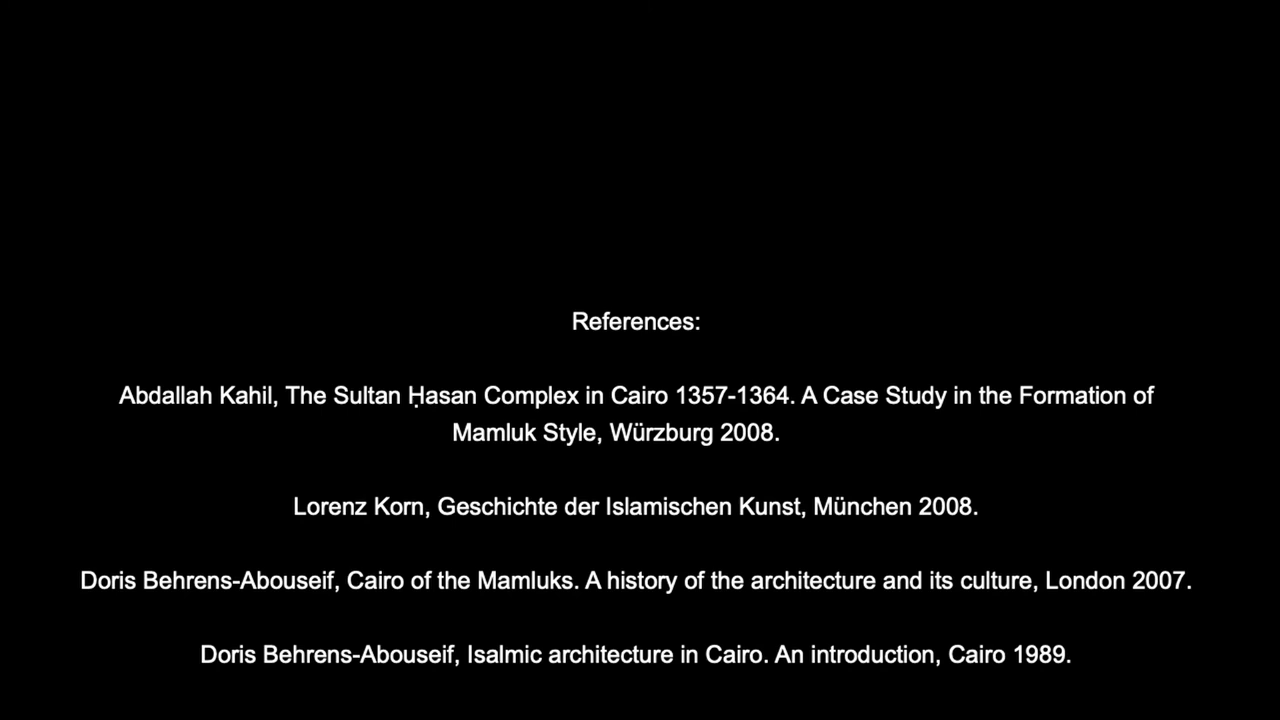 References:
Abdallah Kahil, The Sultan Ḥasan Complex in Cairo 1357-1364. A Case Study in the Formation of
Mamluk Style, Würzburg 2008.
Lorenz Korn, Geschichte der Islamischen Kunst, München 2008.
Doris Behrens-Abouseif, Cairo of the Mamluks. A history of the architecture and its culture, London 2007.
Doris Behrens-Abouseif, Isalmic architecture in Cairo. An introduction, Cairo 1989.